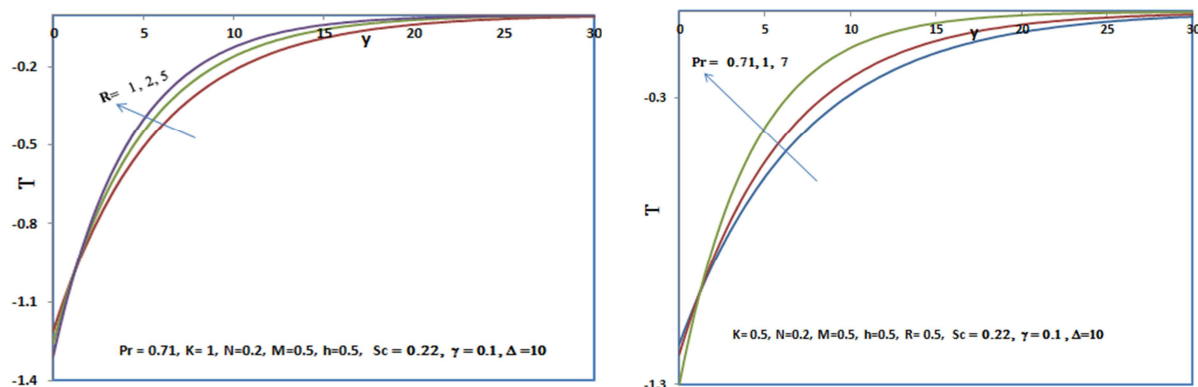 0 5 10 15 20 25 30
y
-0.2
-0.5
-0.8
-1.1
-1.4
T
R= 1, 2, 5
Pr = 0.71, K= 1, N=0.2, M=0.5, h=0.5, Sc = 0.22, γ = 0.1, Δ =10
0 5 10 15 20 25 30
y
-0.3
-1.3
T
Pr = 0.71, 1, 7
K= 0.5, N=0.2, M=0.5, h=0.5, R= 0.5, Sc = 0.22, γ = 0.1, Δ=10